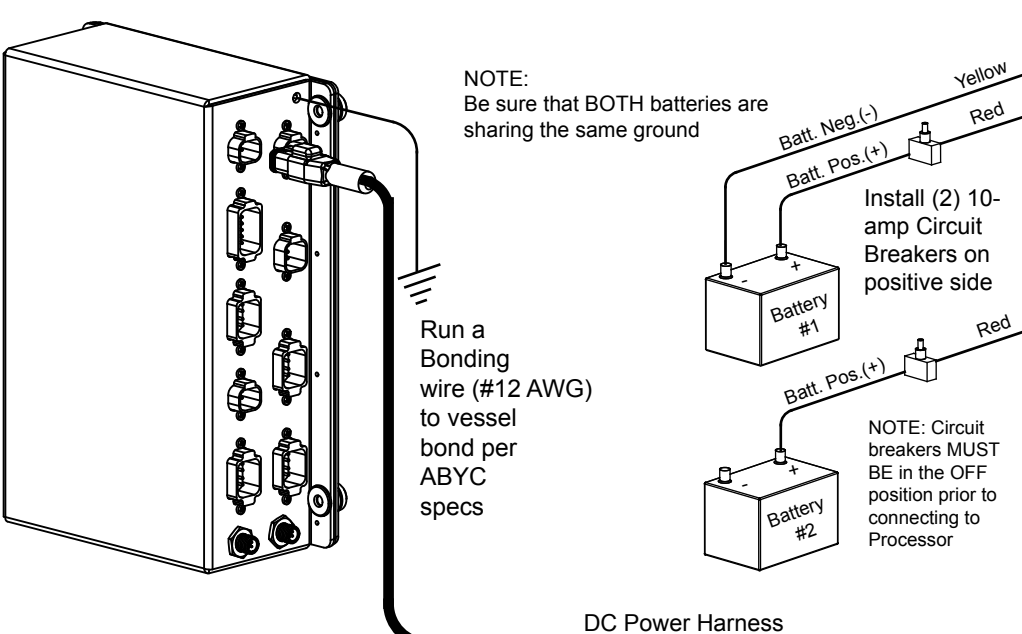 NOTE:
Be sure that BOTH batteries are
sharing the same ground
Yellow
Batt. Neg.(-)
Red
Batt. Pos.(+)
Install (2) 10-
amp Circuit
Breakers on
positive side
- +
Battery
#1
Run a
Bonding
wire (#12 AWG)
to vessel
bond per
ABYC
specs
Red
Batt. Pos.(+)
NOTE: Circuit
breakers MUST
BE in the OFF
position prior to
connecting to
Processor
- +
Battery
#2
DC Power Harness